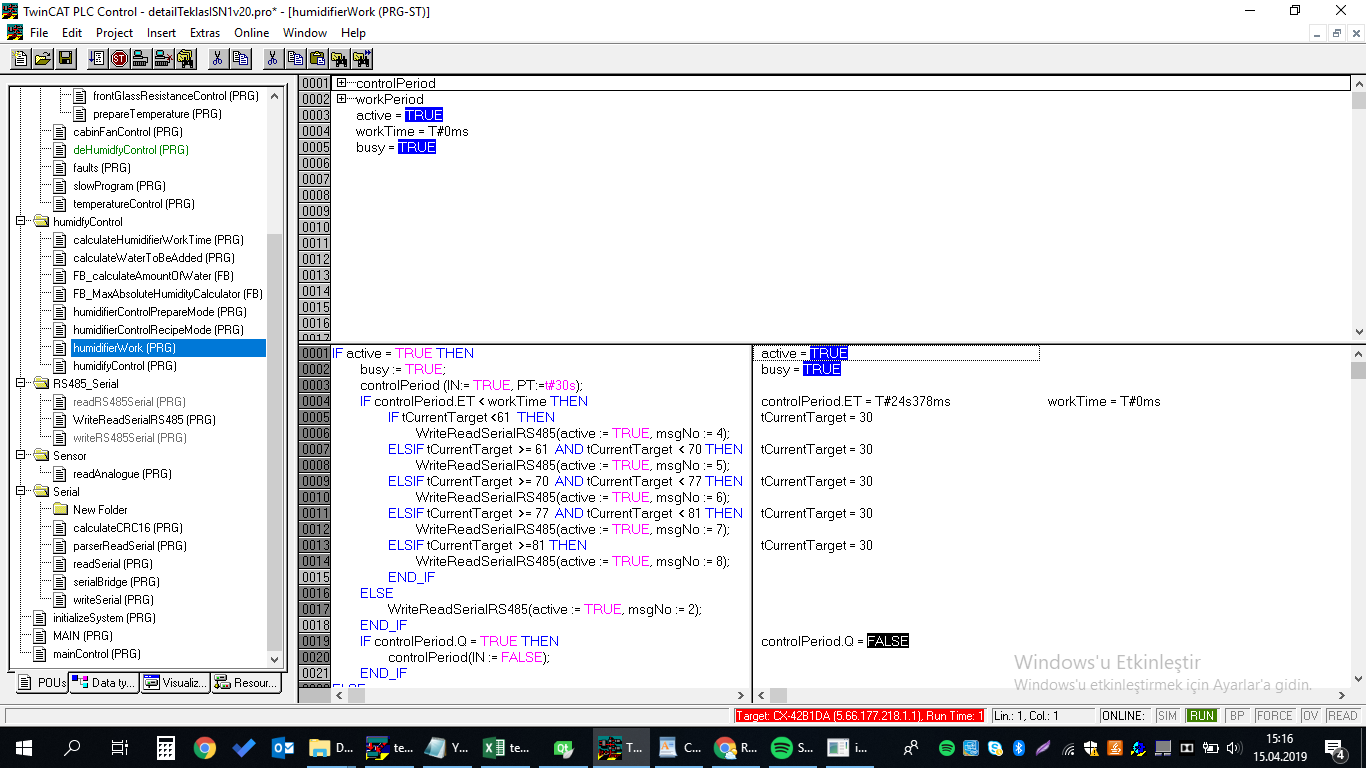 TwinCAT PLC Control - detailTeklasISN1v20.pro* - [humidifierWork (PRG-ST)]
File Edit Project Insert Extras Online Window Help
frontGlassResistanceControl (PRG)
prepareTemperature (PRG)
cabinFanControl (PRG)
deHumidfyControl (PRG)
faults (PRG)
slowProgram (PRG)
temperatureControl (PRG)
humidfyControl
calculateHumidifierWorkTime (PRG)
calculateWaterToBeAdded (PRG)
FB_calculateAmountOfWater (FB)
FB_MaxAbsoluteHumidityCalculator (FB)
humidifierControlPrepareMode (PRG)
humidifierControlRecipeMode (PRG)
humidifierWork (PRG)
humidfyControl (PRG)
RS485_Serial
readRS485Serial (PRG)
WriteReadSerialRS485 (PRG)
writeRS485Serial (PRG)
Sensor
readAnalogue (PRG)
Serial
New Folder
calculateCRC16 (PRG)
parserReadSerial (PRG)
readSerial (PRG)
serialBridge (PRG)
writeSerial (PRG)
initializeSystem (PRG)
MAIN (PRG)
mainControl (PRG)
POUs Data ty... Visualiz... Resour...
0001 controlPeriod
0002 workPeriod
0003 active = TRUE
0004 workTime = T#0ms
0005 busy = TRUE
0006
0007
0008
0009
0010
0011
0012
0013
0014
0015
0016
0017
0001 IF active = TRUE THEN
0002 busy := TRUE;
0003 controlPeriod (IN:= TRUE, PT:=t#30s);
0004 IF controlPeriod.ET < workTime THEN
0005 IF tCurrentTarget <61 THEN
0006 WriteReadSerialRS485(active := TRUE, msgNo := 4);
0007 ELSIF tCurrentTarget >= 61 AND tCurrentTarget < 70 THEN
0008 WriteReadSerialRS485(active := TRUE, msgNo := 5);
0009 ELSIF tCurrentTarget >= 70 AND tCurrentTarget < 77 THEN
0010 WriteReadSerialRS485(active := TRUE, msgNo := 6);
0011 ELSIF tCurrentTarget >= 77 AND tCurrentTarget < 81 THEN
0012 WriteReadSerialRS485(active := TRUE, msgNo := 7);
0013 ELSIF tCurrentTarget >=81 THEN
0014 WriteReadSerialRS485(active := TRUE, msgNo := 8);
0015 END_IF
0016 ELSE
0017 WriteReadSerialRS485(active := TRUE, msgNo := 2);
0018 END_IF
0019 IF controlPeriod.Q = TRUE THEN
0020 controlPeriod(IN := FALSE);
0021 END_IF
ELSE
active = TRUE
busy = TRUE
controlPeriod.ET = T#24s378ms workTime = T#0ms
tCurrentTarget = 30
tCurrentTarget = 30
tCurrentTarget = 30
tCurrentTarget = 30
tCurrentTarget = 30
controlPeriod.Q = FALSE
Windows'u Etkinleştir
Windows'u etkinleştirmek için Ayarlar'a gidin.
Target: CX-42B1DA (5.66.177.218.1.1), Run Time: 1 Lin.: 1, Col.: 1 ONLINE: SIM RUN BP FORCE OV READ
D... te... Y... te... T... C... R... S... i...
15:16
15.04.2019
4